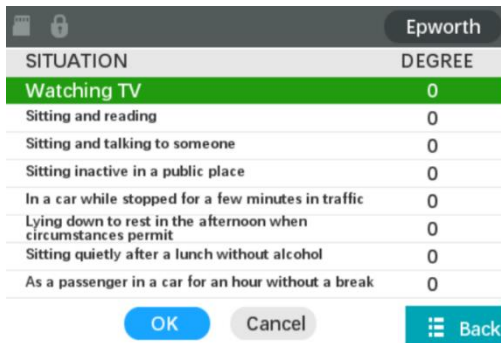 Epworth
SITUATION DEGREE
Watching TV 0
Sitting and reading 0
Sitting and talking to someone 0
Sitting inactive in a public place 0
In a car while stopped for a few minutes in traffic 0
Lying down to rest in the afternoon when
circumstances permit 0
Sitting quietly after a lunch without alcohol 0
As a passenger in a car for an hour without a break 0
OK Cancel Back